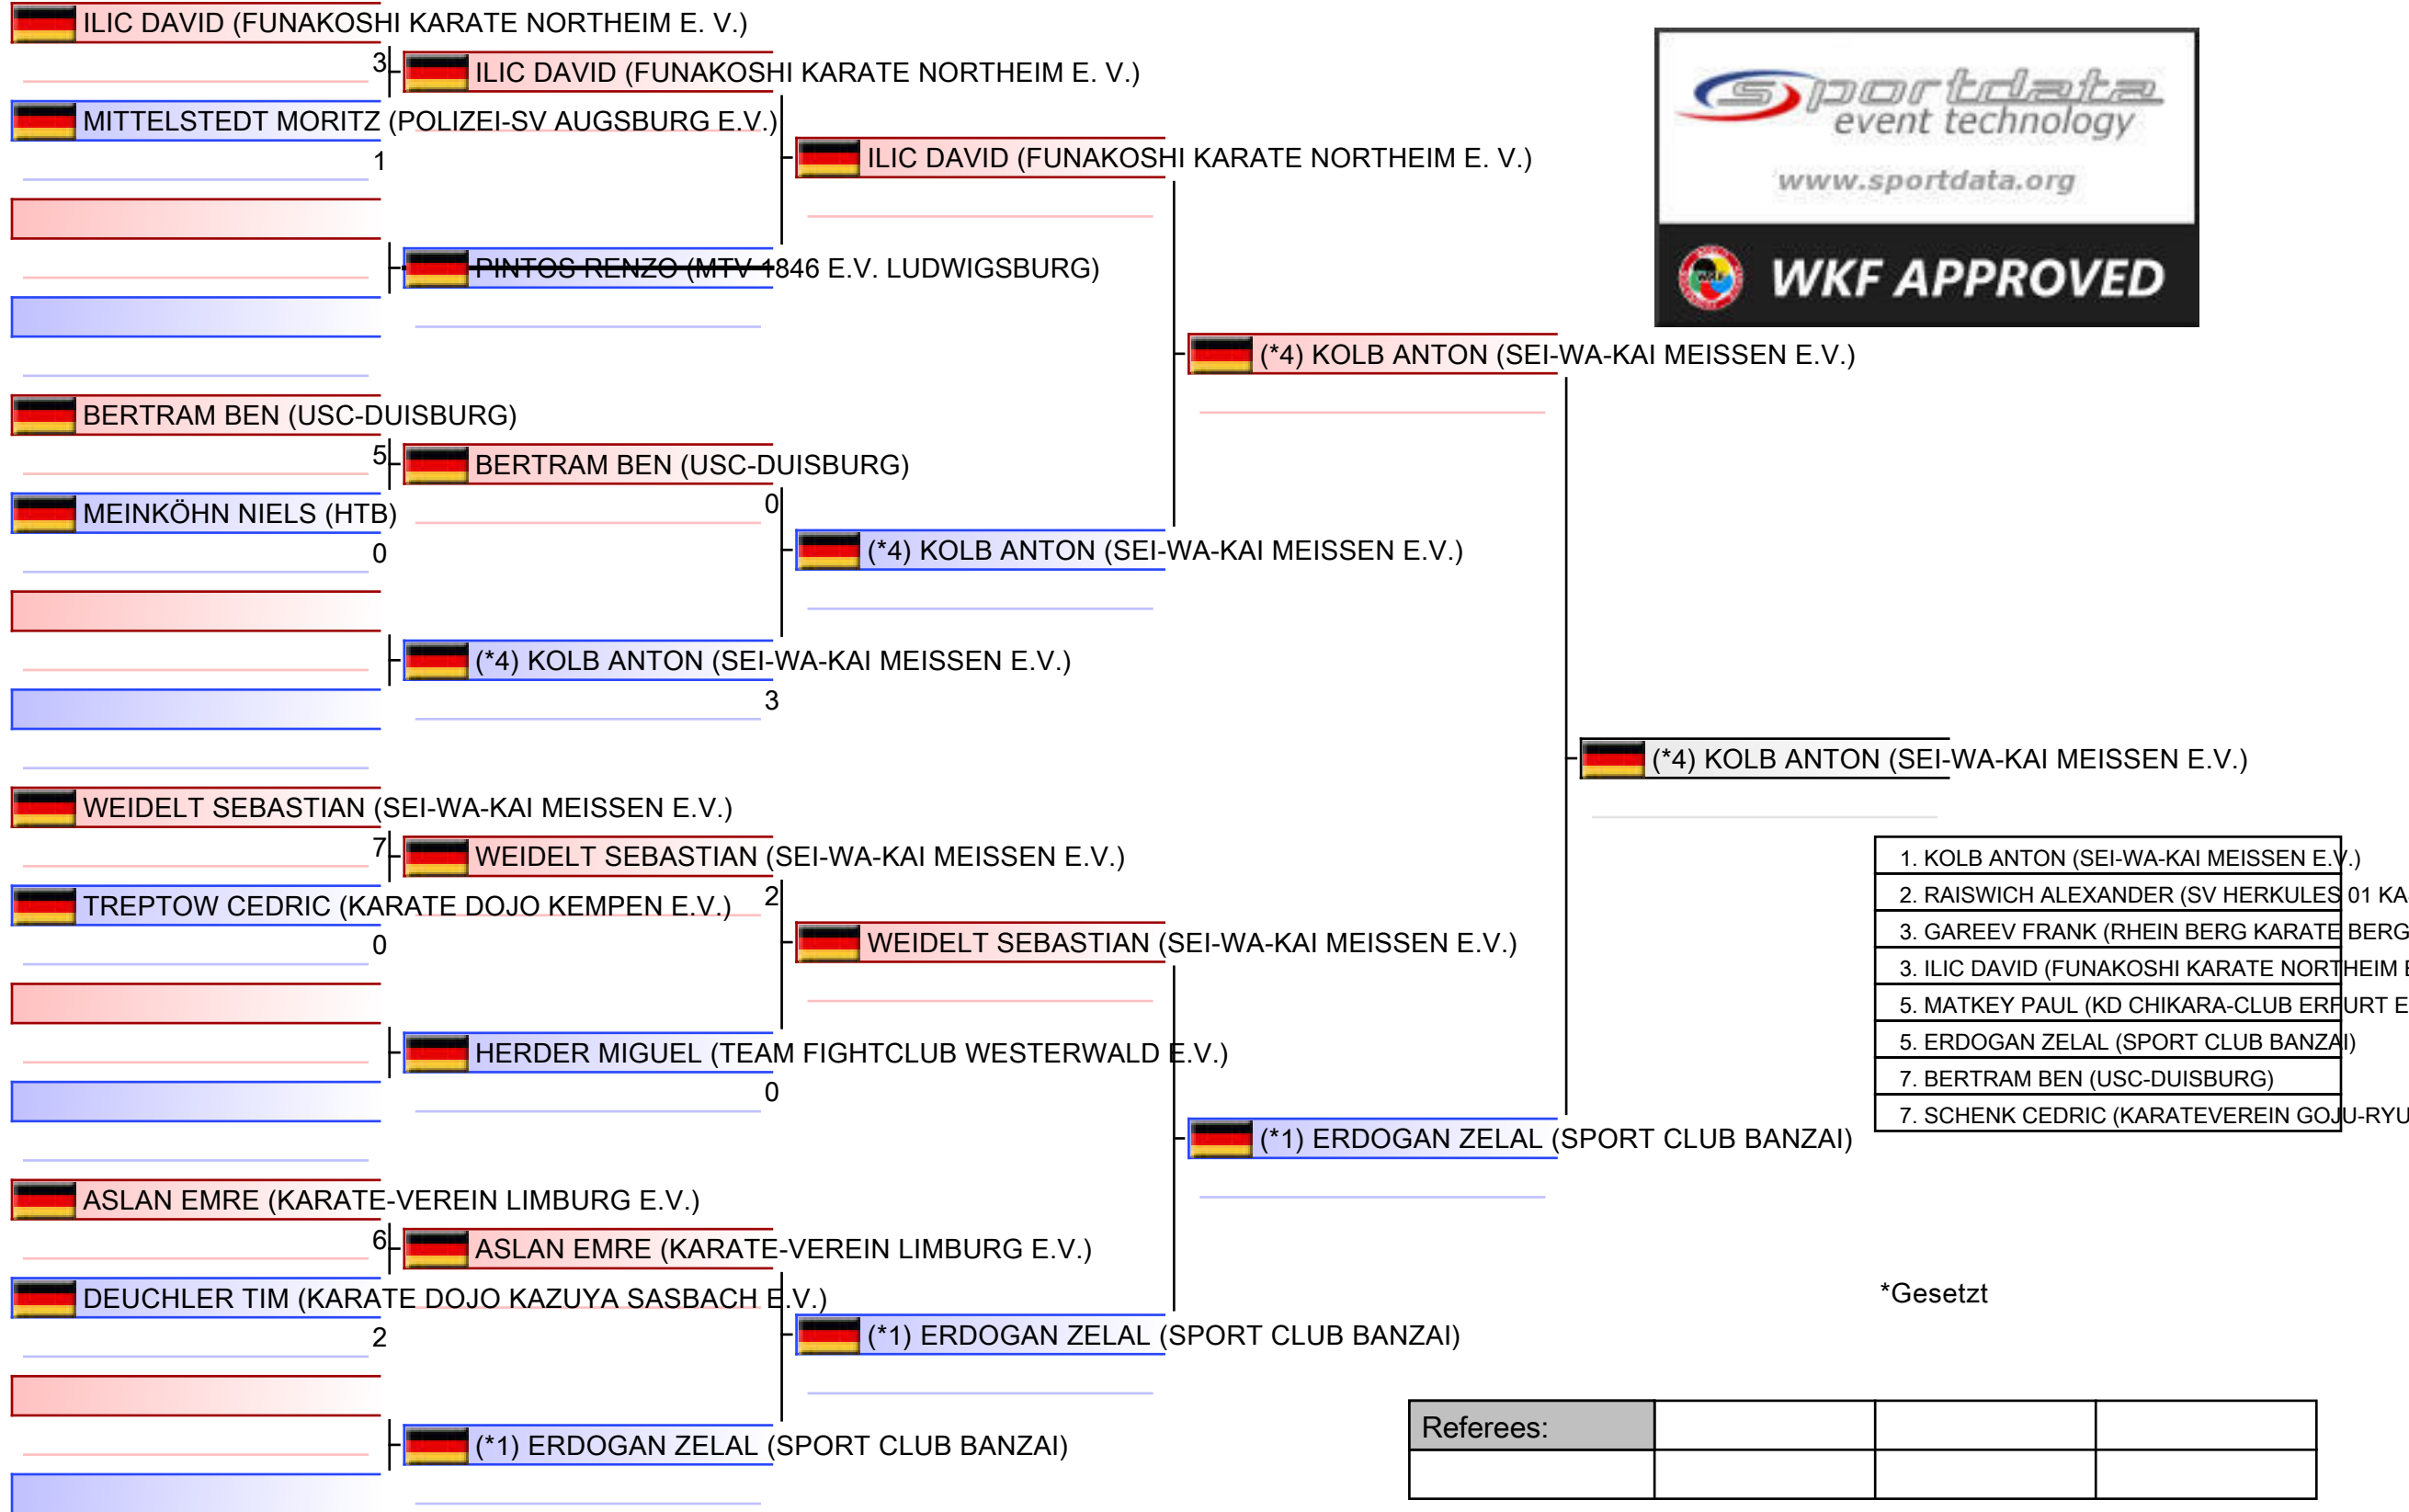 ILIC DAVID (FUNAKOSHI KARATE NORTHEIM E. V.)
3
ILIC DAVID (FUNAKOSHI KARATE NORTHEIM E. V.)
MITTELSTEDT MORITZ (POLIZEI-SV AUGSBURG E.V.)
1
ILIC DAVID (FUNAKOSHI KARATE NORTHEIM E. V.)
PINTOS RENZO (MTV 1846 E.V. LUDWIGSBURG)
sportdata
event technology
www.sportdata.org
WKF APPROVED
(*4) KOLB ANTON (SEI-WA-KAI MEISSEN E.V.)
BERTRAM BEN (USC-DUISBURG)
5
BERTRAM BEN (USC-DUISBURG)
0
MEINKÖHN NIELS (HTB)
0
(*4) KOLB ANTON (SEI-WA-KAI MEISSEN E.V.)
(*4) KOLB ANTON (SEI-WA-KAI MEISSEN E.V.)
3
(*4) KOLB ANTON (SEI-WA-KAI MEISSEN E.V.)
WEIDELT SEBASTIAN (SEI-WA-KAI MEISSEN E.V.)
7
WEIDELT SEBASTIAN (SEI-WA-KAI MEISSEN E.V.)
2
TREPTOW CEDRIC (KARATE DOJO KEMPEN E.V.)
0
WEIDELT SEBASTIAN (SEI-WA-KAI MEISSEN E.V.)
HERDER MIGUEL (TEAM FIGHTCLUB WESTERWALD E.V.)
0
1. KOLB ANTON (SEI-WA-KAI MEISSEN E.V.)
2. RAISWICH ALEXANDER (SV HERKULES 01 KA
3. GAREEV FRANK (RHEIN BERG KARATE BERG
3. ILIC DAVID (FUNAKOSHI KARATE NORTHEIM E
5. MATKEY PAUL (KD CHIKARA-CLUB ERFURT E
5. ERDOGAN ZELAL (SPORT CLUB BANZAI)
7. BERTRAM BEN (USC-DUISBURG)
7. SCHENK CEDRIC (KARATEVEREIN GOJU-RYU
(*1) ERDOGAN ZELAL (SPORT CLUB BANZAI)
ASLAN EMRE (KARATE-VEREIN LIMBURG E.V.)
6
ASLAN EMRE (KARATE-VEREIN LIMBURG E.V.)
DEUCHLER TIM (KARATE DOJO KAZUYA SASBACH E.V.)
2
(*1) ERDOGAN ZELAL (SPORT CLUB BANZAI)
(*1) ERDOGAN ZELAL (SPORT CLUB BANZAI)
*Gesetzt
Referees: